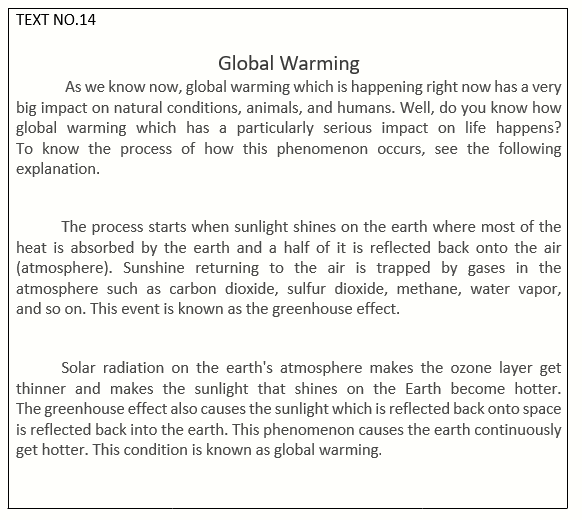 TEXT NO.14
Global Warming
As we know now, global warming which is happening right now has a very
big impact on natural conditions, animals, and humans. Well, do you know how
global warming which has a particularly serious impact on life happens?
To know the process of how this phenomenon occurs, see the following
explanation.
The process starts when sunlight shines on the earth where most of the
heat is absorbed by the earth and a half of it is reflected back onto the air
(atmosphere). Sunshine returning to the air is trapped by gases in the
atmosphere such as carbon dioxide, sulfur dioxide, methane, water vapor,
and so on. This event is known as the greenhouse effect.
Solar radiation on the earth's atmosphere makes the ozone layer get
thinner and makes the sunlight that shines on the Earth become hotter.
The greenhouse effect also causes the sunlight which is reflected back onto space
is reflected back into the earth. This phenomenon causes the earth continuously
get hotter. This condition is known as global warming.